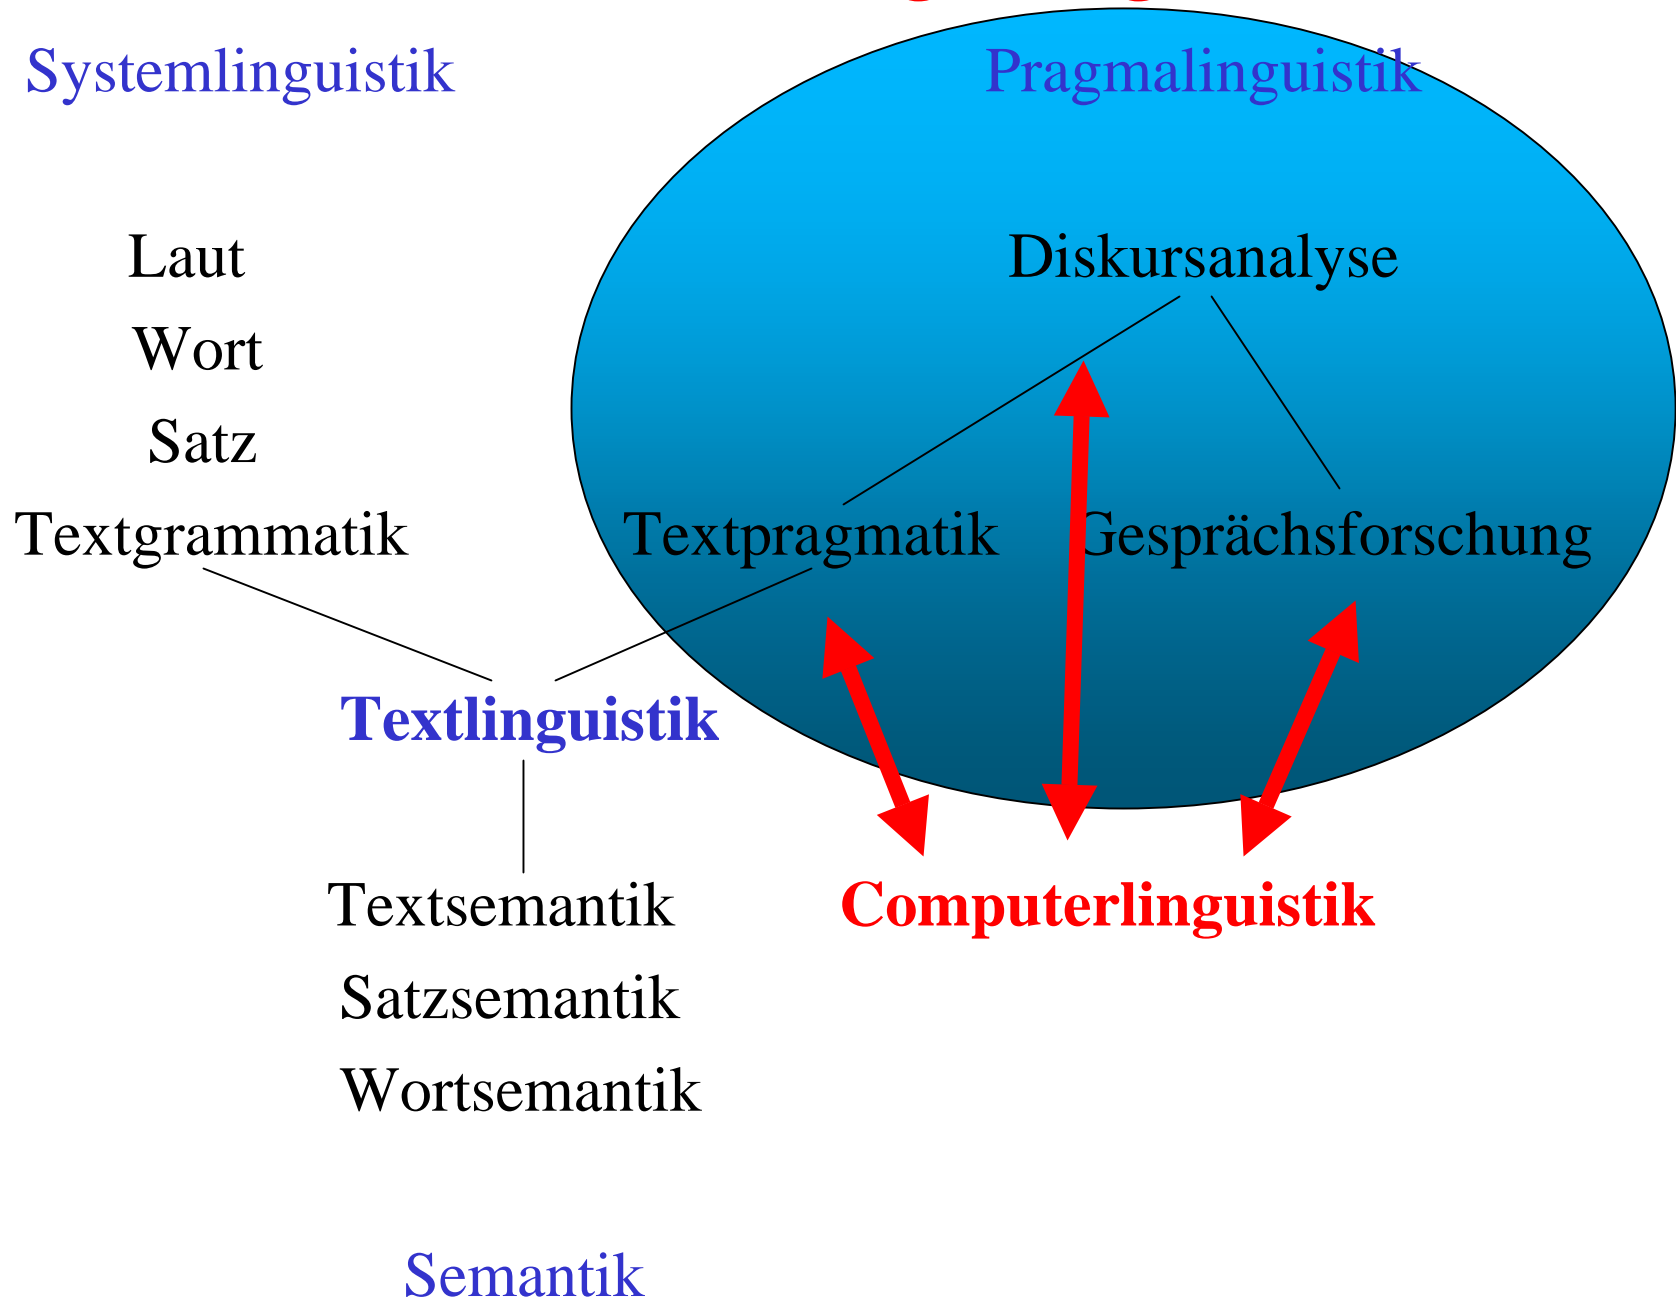 Systemlinguistik Pragmalinguistik
Laut Diskursanalyse
Wort
Satz
Textgrammatik Textpragmatik Gesprächsforschung
Textlinguistik
Textsemantik Computerlinguistik
Satzsemantik
Wortsemantik
Semantik